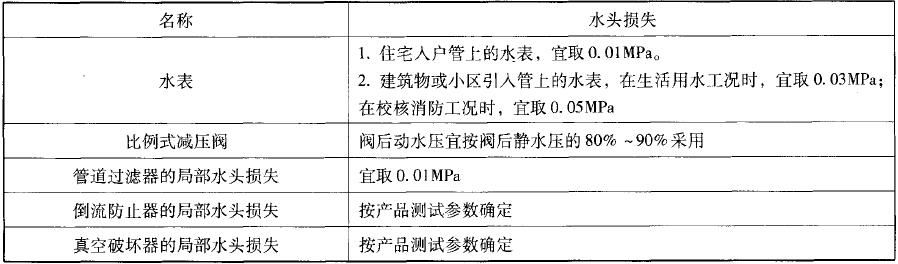 名称 水头损失
水表
1. 住宅入户管上的水表，宜取0.01MPa。
2. 建筑物或小区引入管上的水表，在生活用水工况时，宜取0.03MPa；
在校核消防工况时，宜取0.05MPa
比例式减压阀 阀后动水压宜按阀后静水压的80%~90%采用
管道过滤器的局部水头损失 宜取0.01MPa
倒流防止器的局部水头损失 按产品测试参数确定
真空破坏器的局部水头损失 按产品测试参数确定